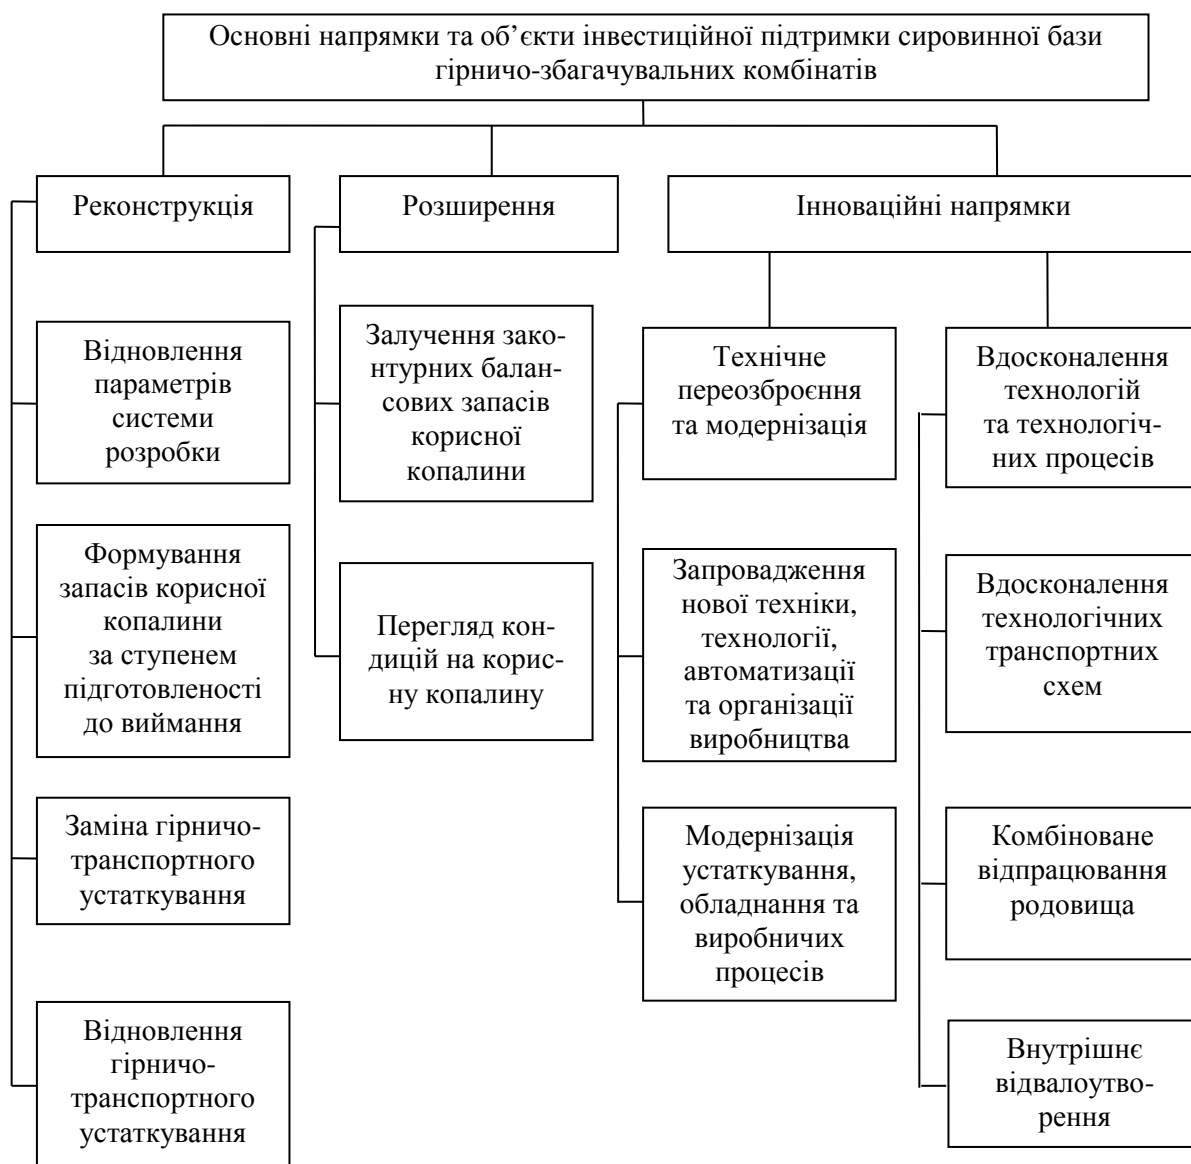 Основні напрямки та об’єкти інвестиційної підтримки сировинної бази
гірничо-збагачувальних комбінатів
Реконструкція
Розширення
Інноваційні напрямки
Відновлення
параметрів
системи
розробки
Формування
запасів корисної
копалини
за ступенем
підготовленості
до виймання
Заміна гірничо-
транспортного
устаткування
Відновлення
гірничо-
транспортного
устаткування
Залучення зако-
нтурних балан-
сових запасів
корисної
копалини
Перегляд кон-
дицій на корис-
ну копалину
Технічне
переозброєння
та модернізація
Запровадження
нової техніки,
технології,
автоматизації
та організації
виробництва
Модернізація
устаткування,
обладнання та
виробничих
процесів
Вдосконалення
технологій
та технологіч-
них процесів
Вдосконалення
технологічних
транспортних
схем
Комбіноване
відпрацювання
родовища
Внутрішнє
відвалоутво-
рення